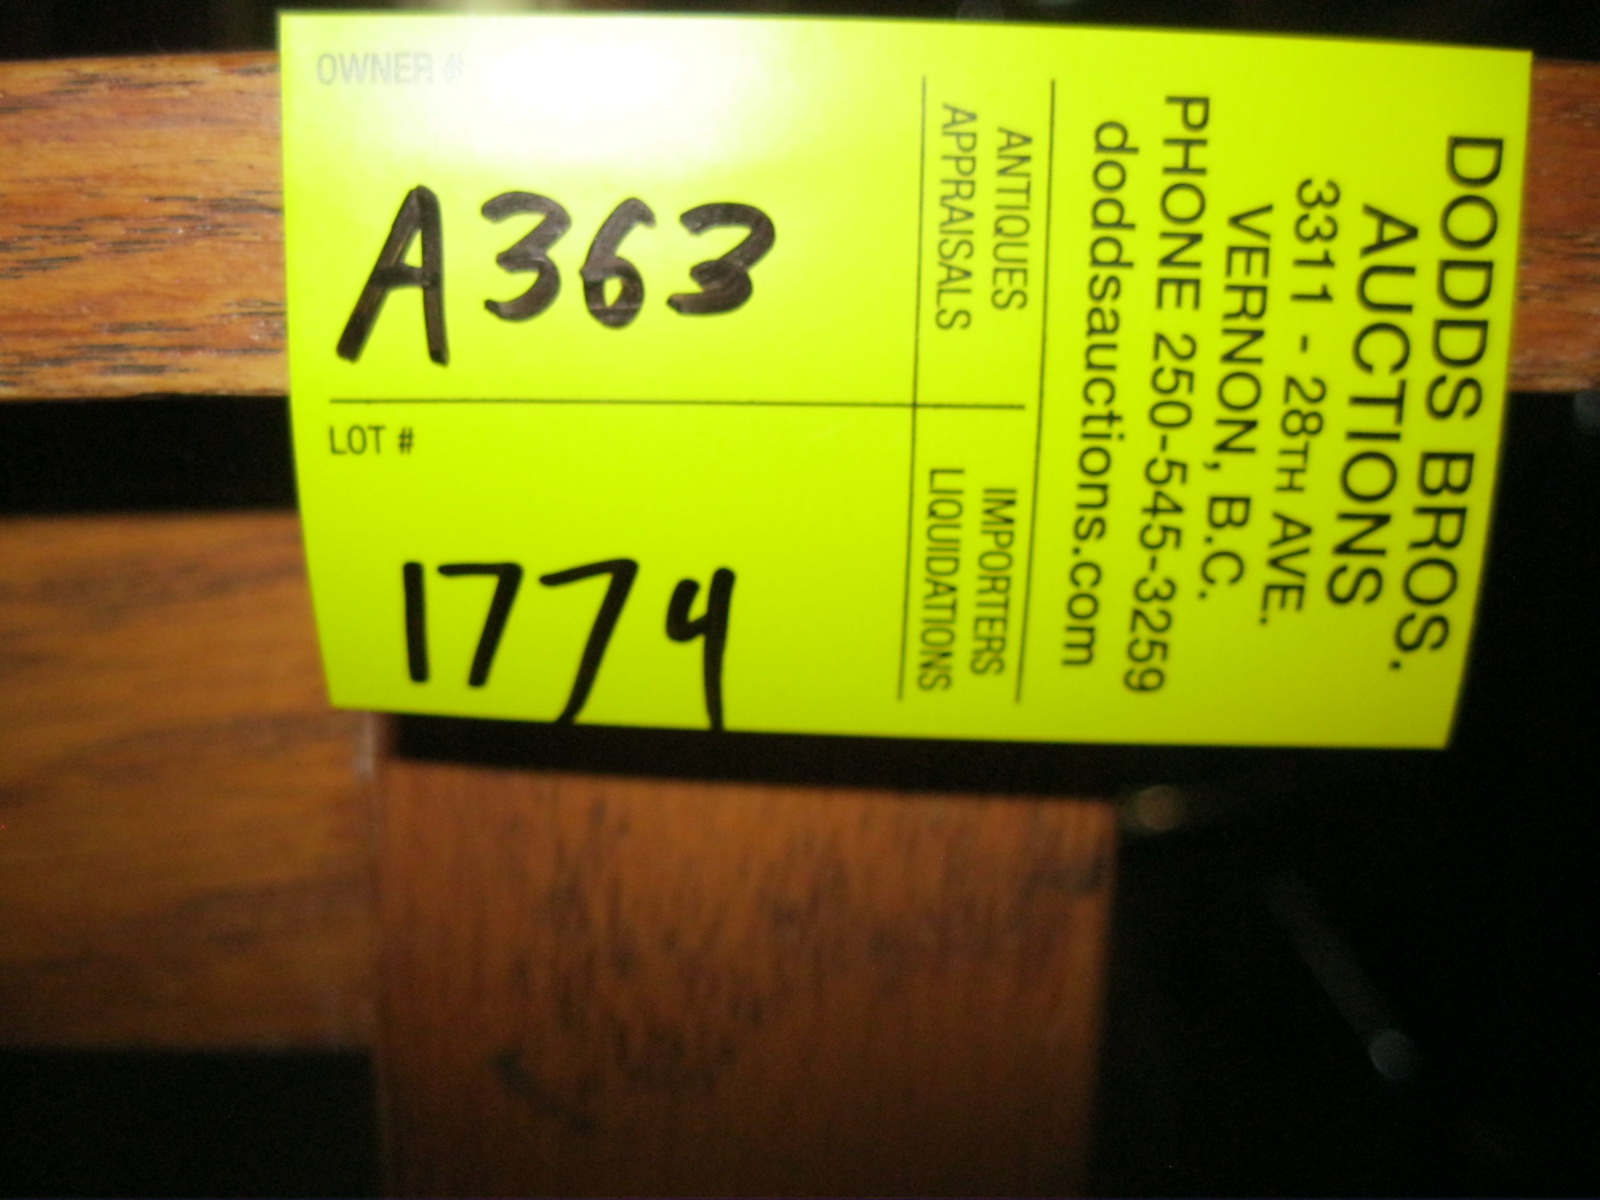 OWNER #
A363
LOT #
1774
DODDS BROS.
AUCTIONS
3311 - 28TH AVE.
VERNON, B.C.
PHONE 250-545-3259
doddsauctions.com
ANTIQUES
APPRAISALS
IMPORTERS
LIQUIDATIONS